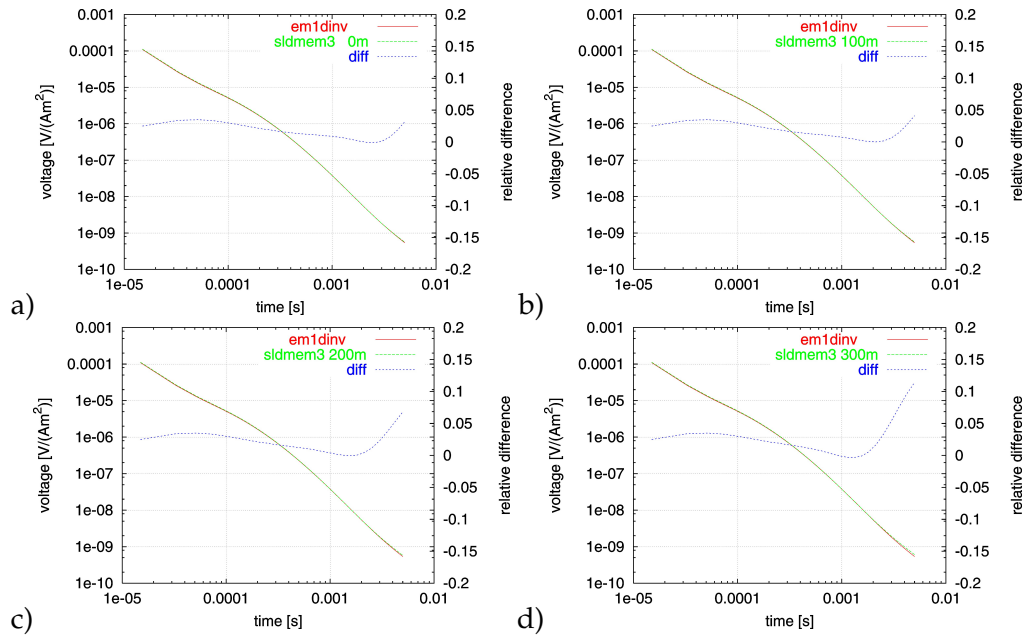 0.001
0.0001
1e-05
1e-06
1e-07
1e-08
1e-09
1e-10
voltage [V/(Am²)]
em1dinv
sldmem3 0m
diff
0.2
0.15
0.1
0.05
0
-0.05
-0.1
-0.15
-0.2
relative difference
1e-05 0.0001 0.001 0.01
time [s]
a)
0.001
0.0001
1e-05
1e-06
1e-07
1e-08
1e-09
1e-10
voltage [V/(Am²)]
em1dinv
sldmem3 100m
diff
0.2
0.15
0.1
0.05
0
-0.05
-0.1
-0.15
-0.2
relative difference
1e-05 0.0001 0.001 0.01
time [s]
b)
0.001
0.0001
1e-05
1e-06
1e-07
1e-08
1e-09
1e-10
voltage [V/(Am²)]
em1dinv
sldmem3 200m
diff
0.2
0.15
0.1
0.05
0
-0.05
-0.1
-0.15
-0.2
relative difference
1e-05 0.0001 0.001 0.01
time [s]
c)
0.001
0.0001
1e-05
1e-06
1e-07
1e-08
1e-09
1e-10
voltage [V/(Am²)]
em1dinv
sldmem3 300m
diff
0.2
0.15
0.1
0.05
0
-0.05
-0.1
-0.15
-0.2
relative difference
1e-05 0.0001 0.001 0.01
time [s]
d)